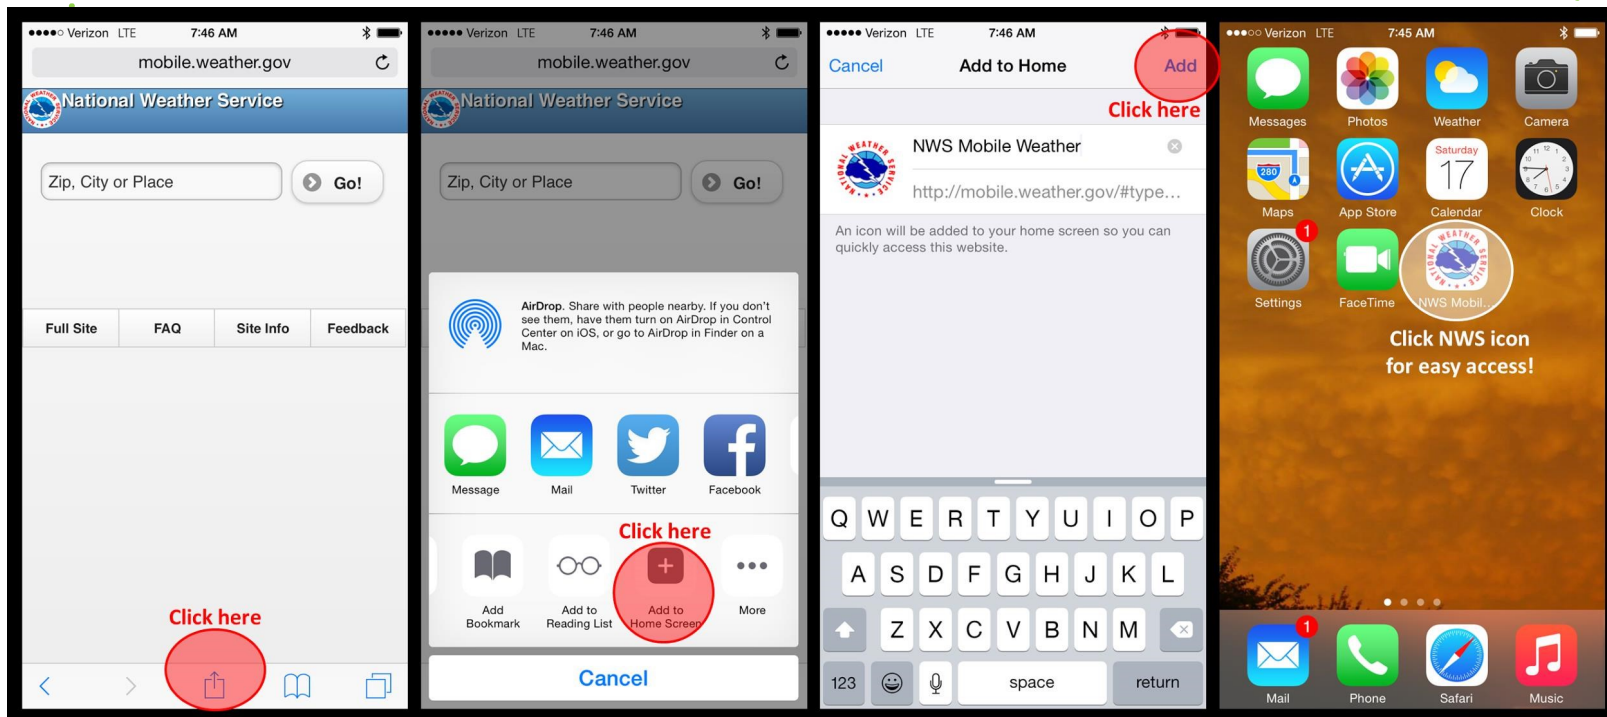 Verizon LTE 7:46 AM
mobile.weather.gov
National Weather Service
Zip, City or Place
Go!
Full Site FAQ Site Info Feedback
Click here
Verizon LTE 7:46 AM
mobile.weather.gov
National Weather Service
Zip, City or Place
Go!
AirDrop. Share with people nearby. If you don't
see them, have them turn on AirDrop in Control
Center on iOS, or go to AirDrop in Finder on a
Mac.
Message Mail Twitter Facebook
Click here
Add
Bookmark
Add to
Reading List
Add to
Home Screen
More
Cancel
Verizon LTE 7:46 AM
Cancel Add to Home Add
Click here
NATIONAL WEATHER SERVICE
NWS Mobile Weather
http://mobile.weather.gov/#type...
An icon will be added to your home screen so you can
quickly access this website.
Q W E R T Y U I O P
A S D F G H J K L
Z X C V B N M
123 space return
Verizon LTE 7:45 AM
Messages Photos Weather Camera
280
Saturday
17
Maps App Store Calendar Clock
1
NATIONAL WEATHER SERVICE
Settings FaceTime NWS Mobil...
Click NWS icon
for easy access!
1
Mail Phone Safari Music